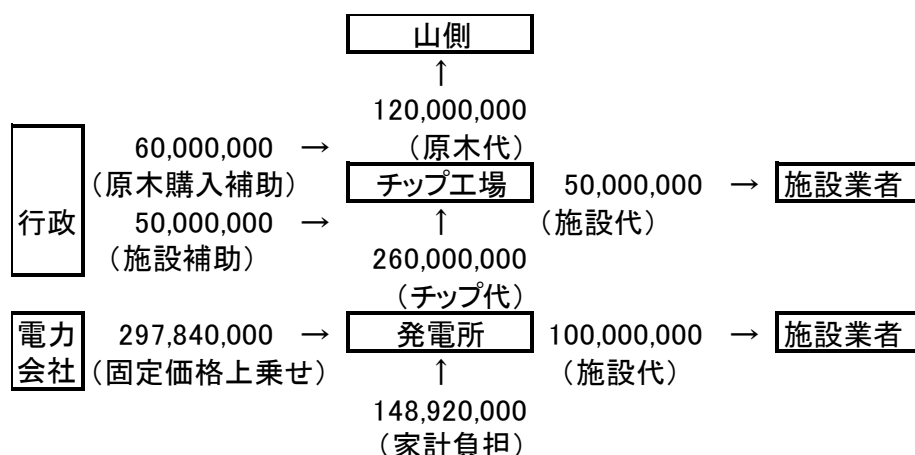 山側
↑
120,000,000
60,000,000 → （原木代）
（原木購入補助） チップ工場 50,000,000 → 施設業者
行政 50,000,000 → ↑ （施設代）
（施設補助） 260,000,000
（チップ代）
電力 297,840,000 → 発電所 100,000,000 → 施設業者
会社 （固定価格上乗せ） ↑ （施設代）
148,920,000
（家計負担）